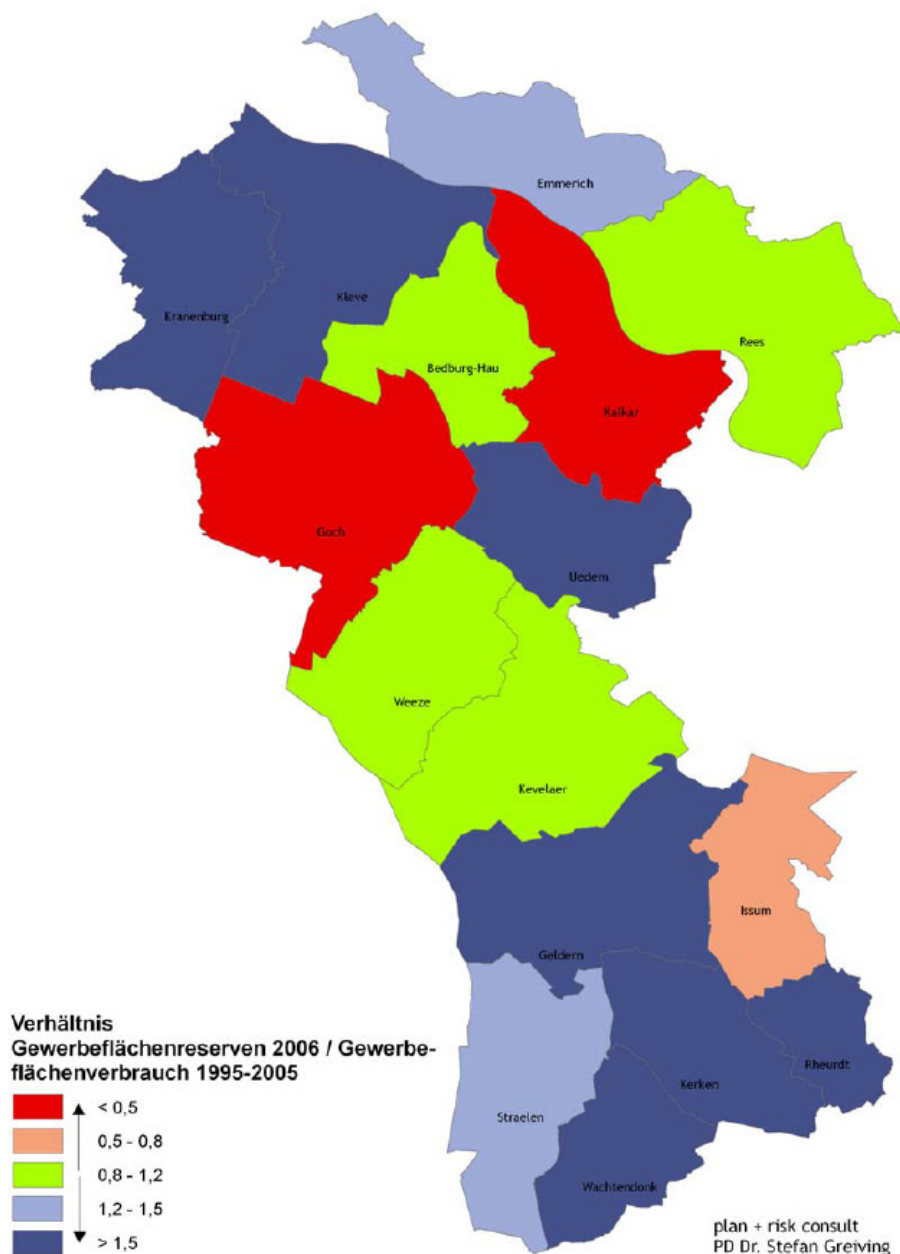 Emmerich
Kranenburg
Kleve
Rees
Bedburg-Hau
Kalkar
Goch
Uedem
Weeze
Kevelaer
Issum
Geldern
Rheurdt
Kerken
Straelen
Wachtendonk
Verhältnis
Gewerbeflächenreserven 2006 / Gewerbe-
flächenverbrauch 1995-2005
< 0,5
0,5 - 0,8
0,8 - 1,2
1,2 - 1,5
> 1,5
plan + risk consult
PD Dr. Stefan Greiving